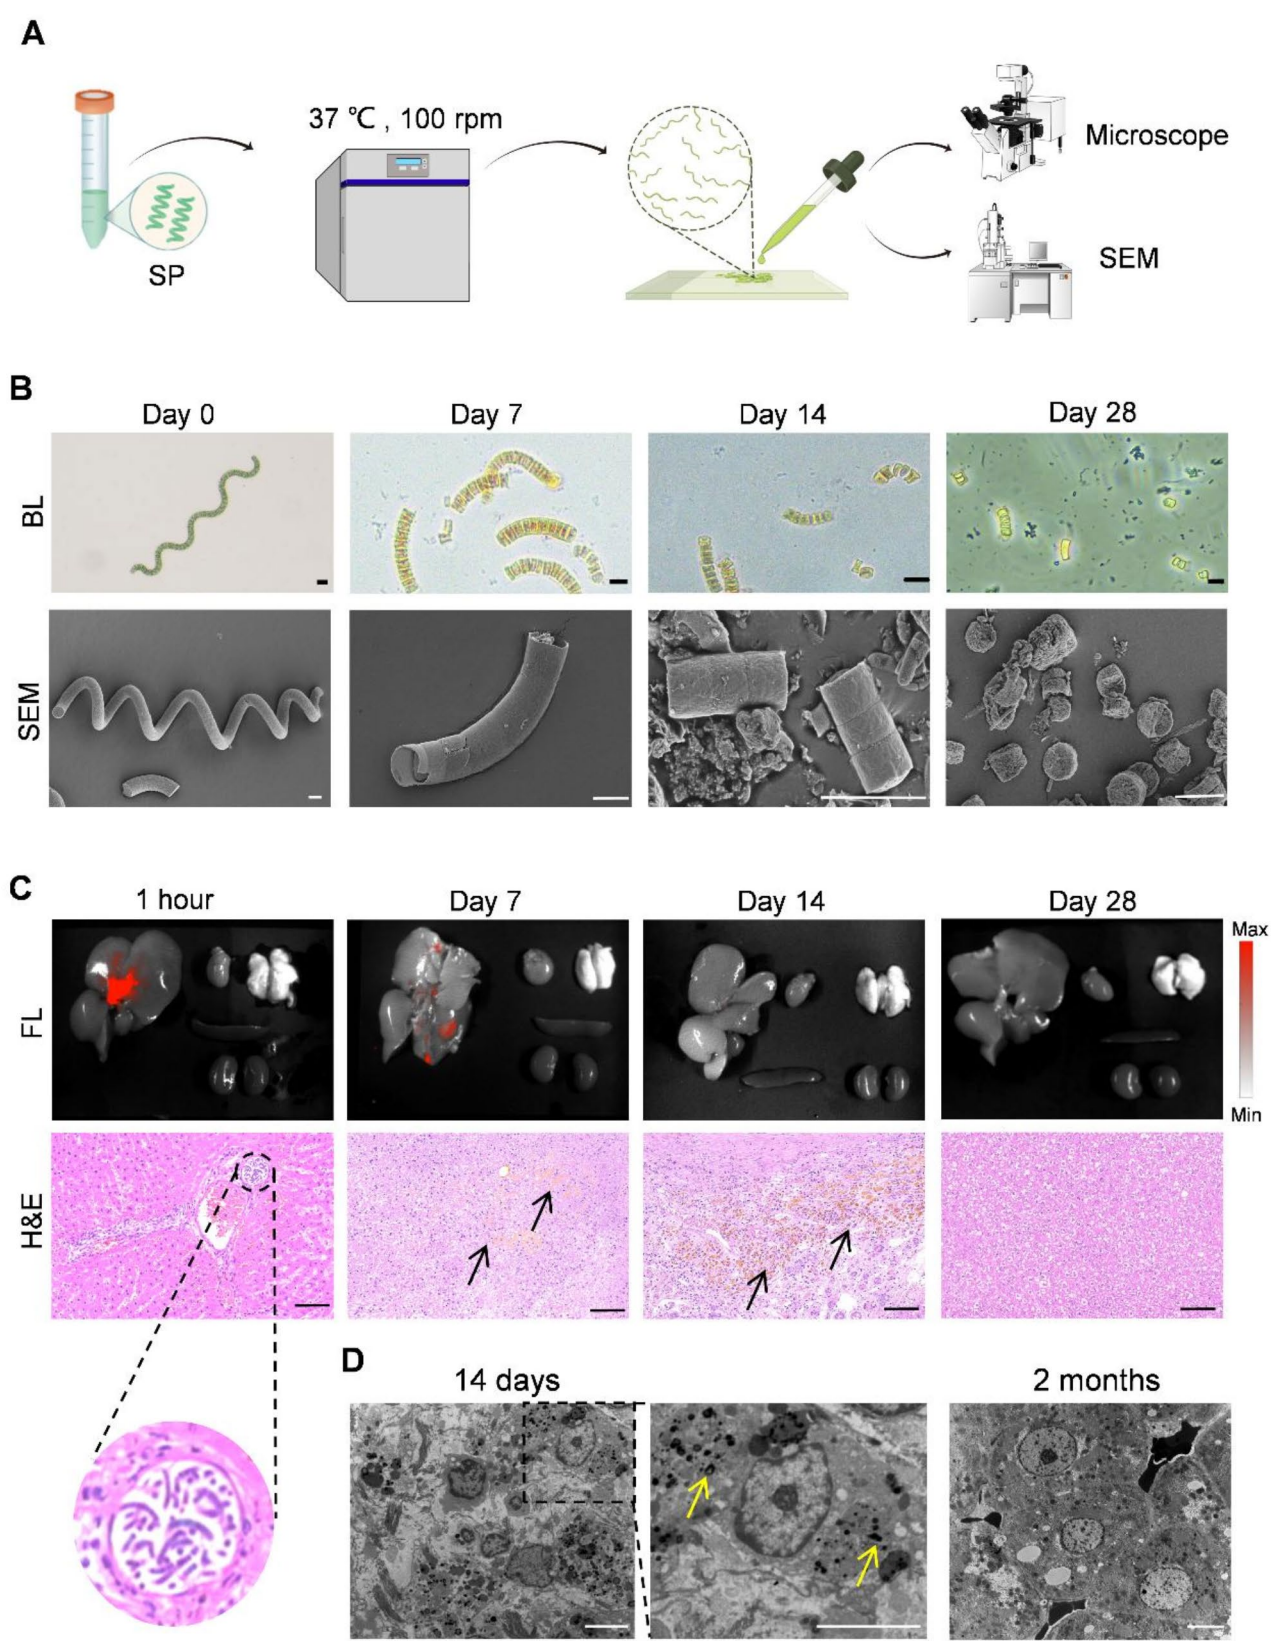 A
37 ℃ , 100 rpm
Microscope
SP
SEM
B
Day 0 Day 7 Day 14 Day 28
BL
SEM
C
1 hour Day 7 Day 14 Day 28
Max
FL
Min
H&E
D
14 days 2 months